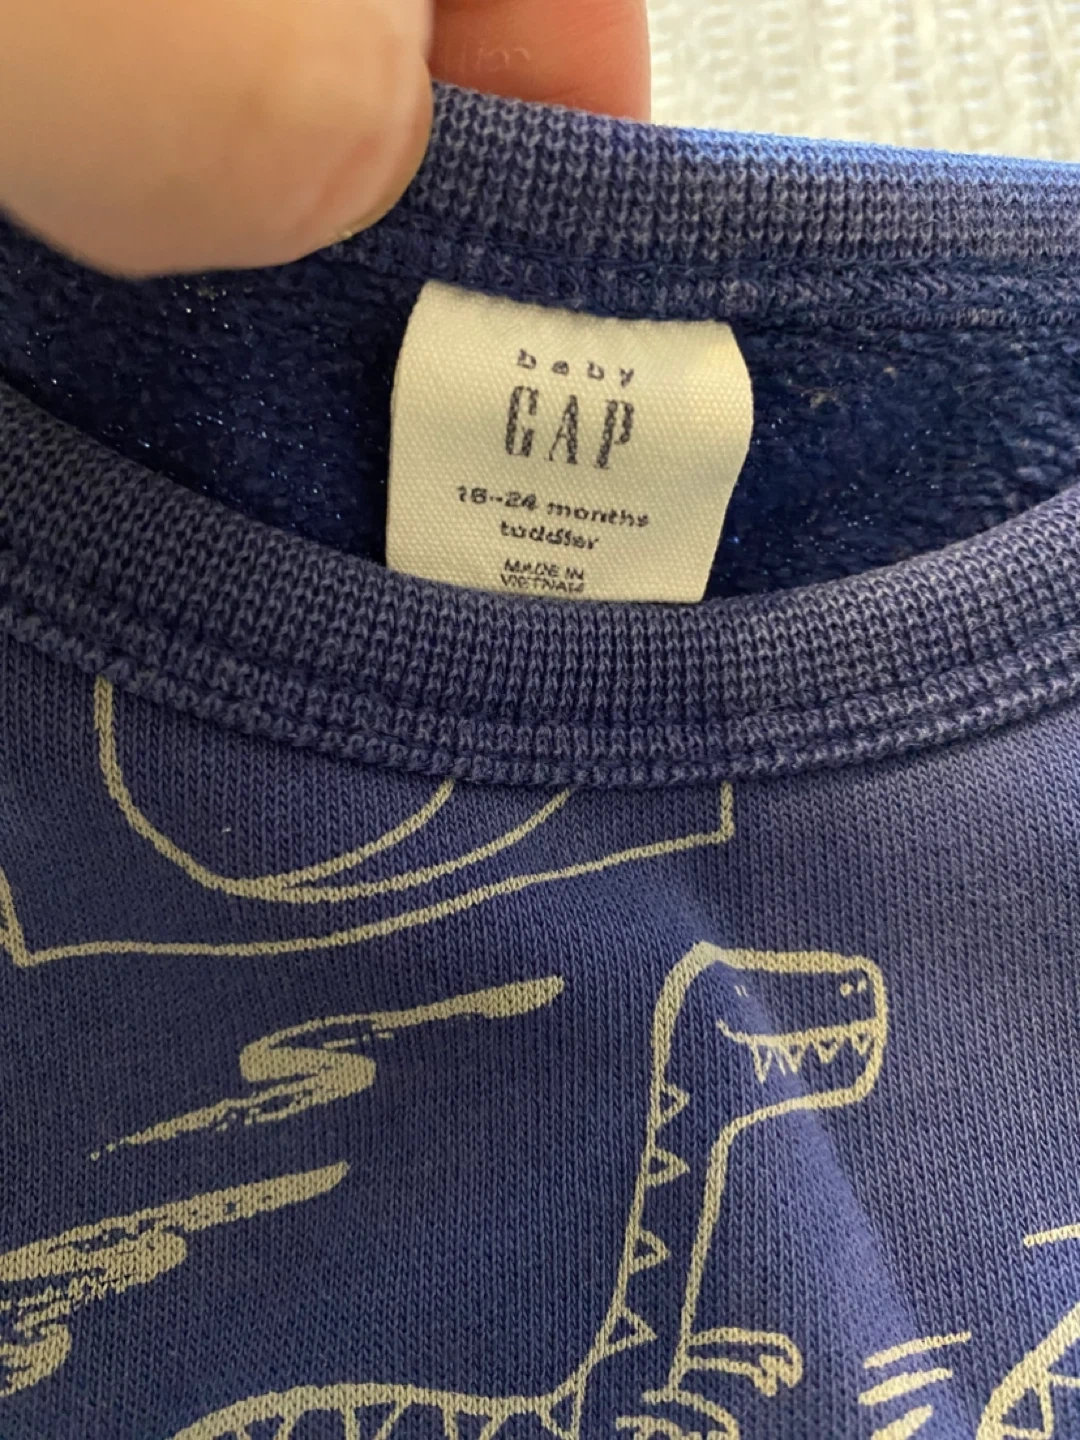 baby
GAP
18-24 months
toddler
MADE IN
VIETNAM